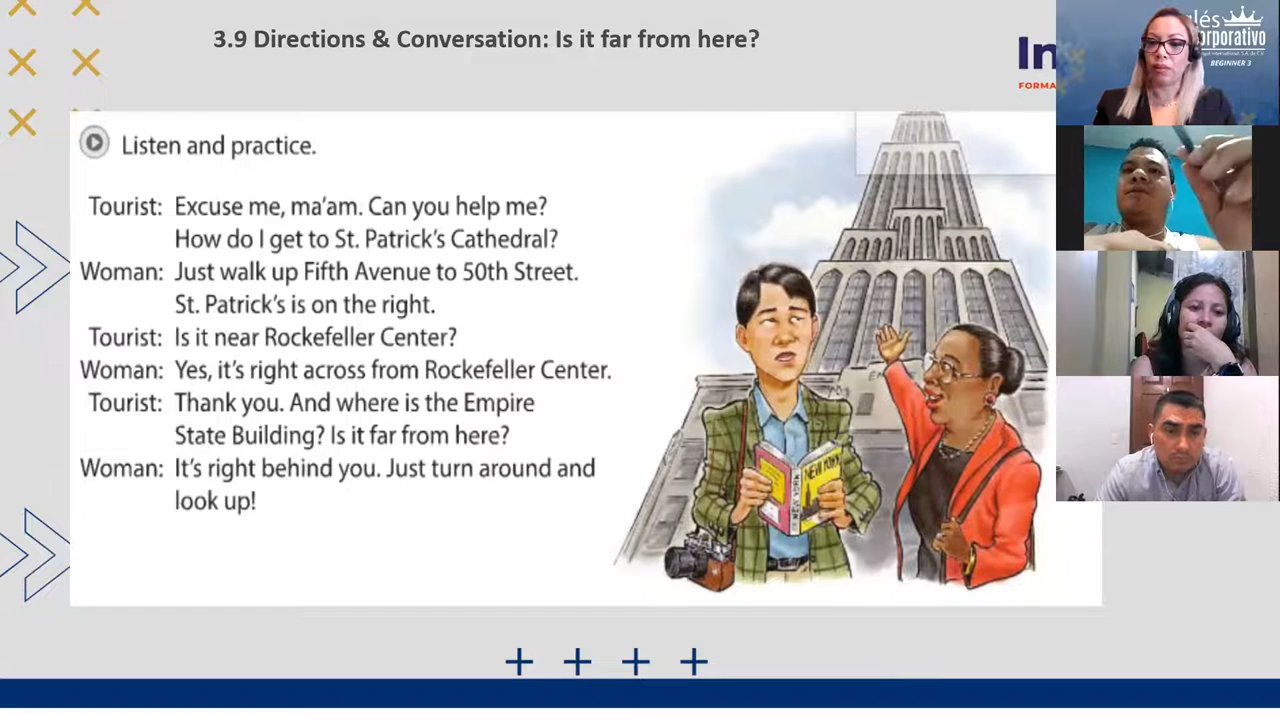 3.9 Directions & Conversation: Is it far from here?
In
FORMA
lés
rporativo
BEGINNER 3
Listen and practice.
Tourist: Excuse me, ma'am. Can you help me?
How do I get to St. Patrick's Cathedral?
Woman: Just walk up Fifth Avenue to 50th Street.
St. Patrick's is on the right.
Tourist: Is it near Rockefeller Center?
Woman: Yes, it's right across from Rockefeller Center.
Tourist: Thank you. And where is the Empire
State Building? Is it far from here?
Woman: It's right behind you. Just turn around and
look up!
NEW YORK
NEW YORK